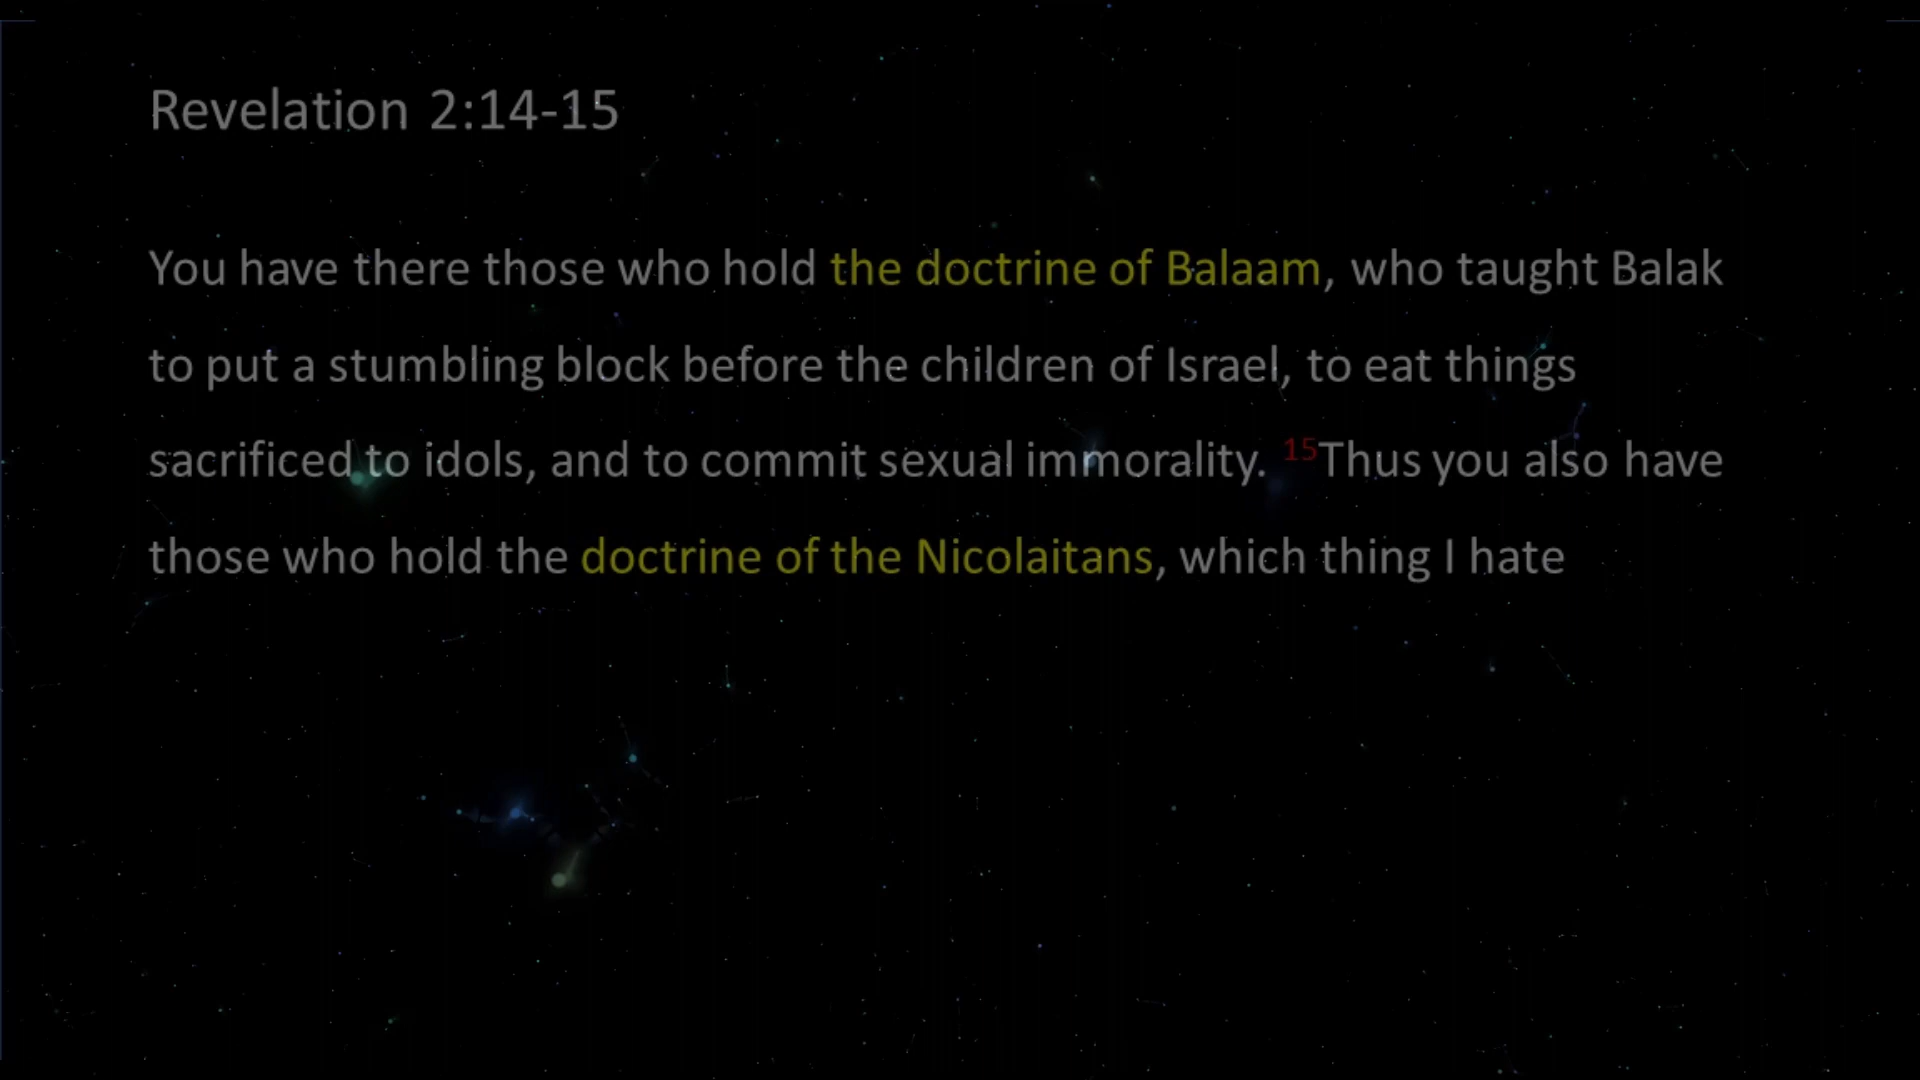 Revelation 2:14-15
You have there those who hold the doctrine of Balaam, who taught Balak
to put a stumbling block before the children of Israel, to eat things
sacrificed to idols, and to commit sexual immorality. 15Thus you also have
those who hold the doctrine of the Nicolaitans, which thing I hate